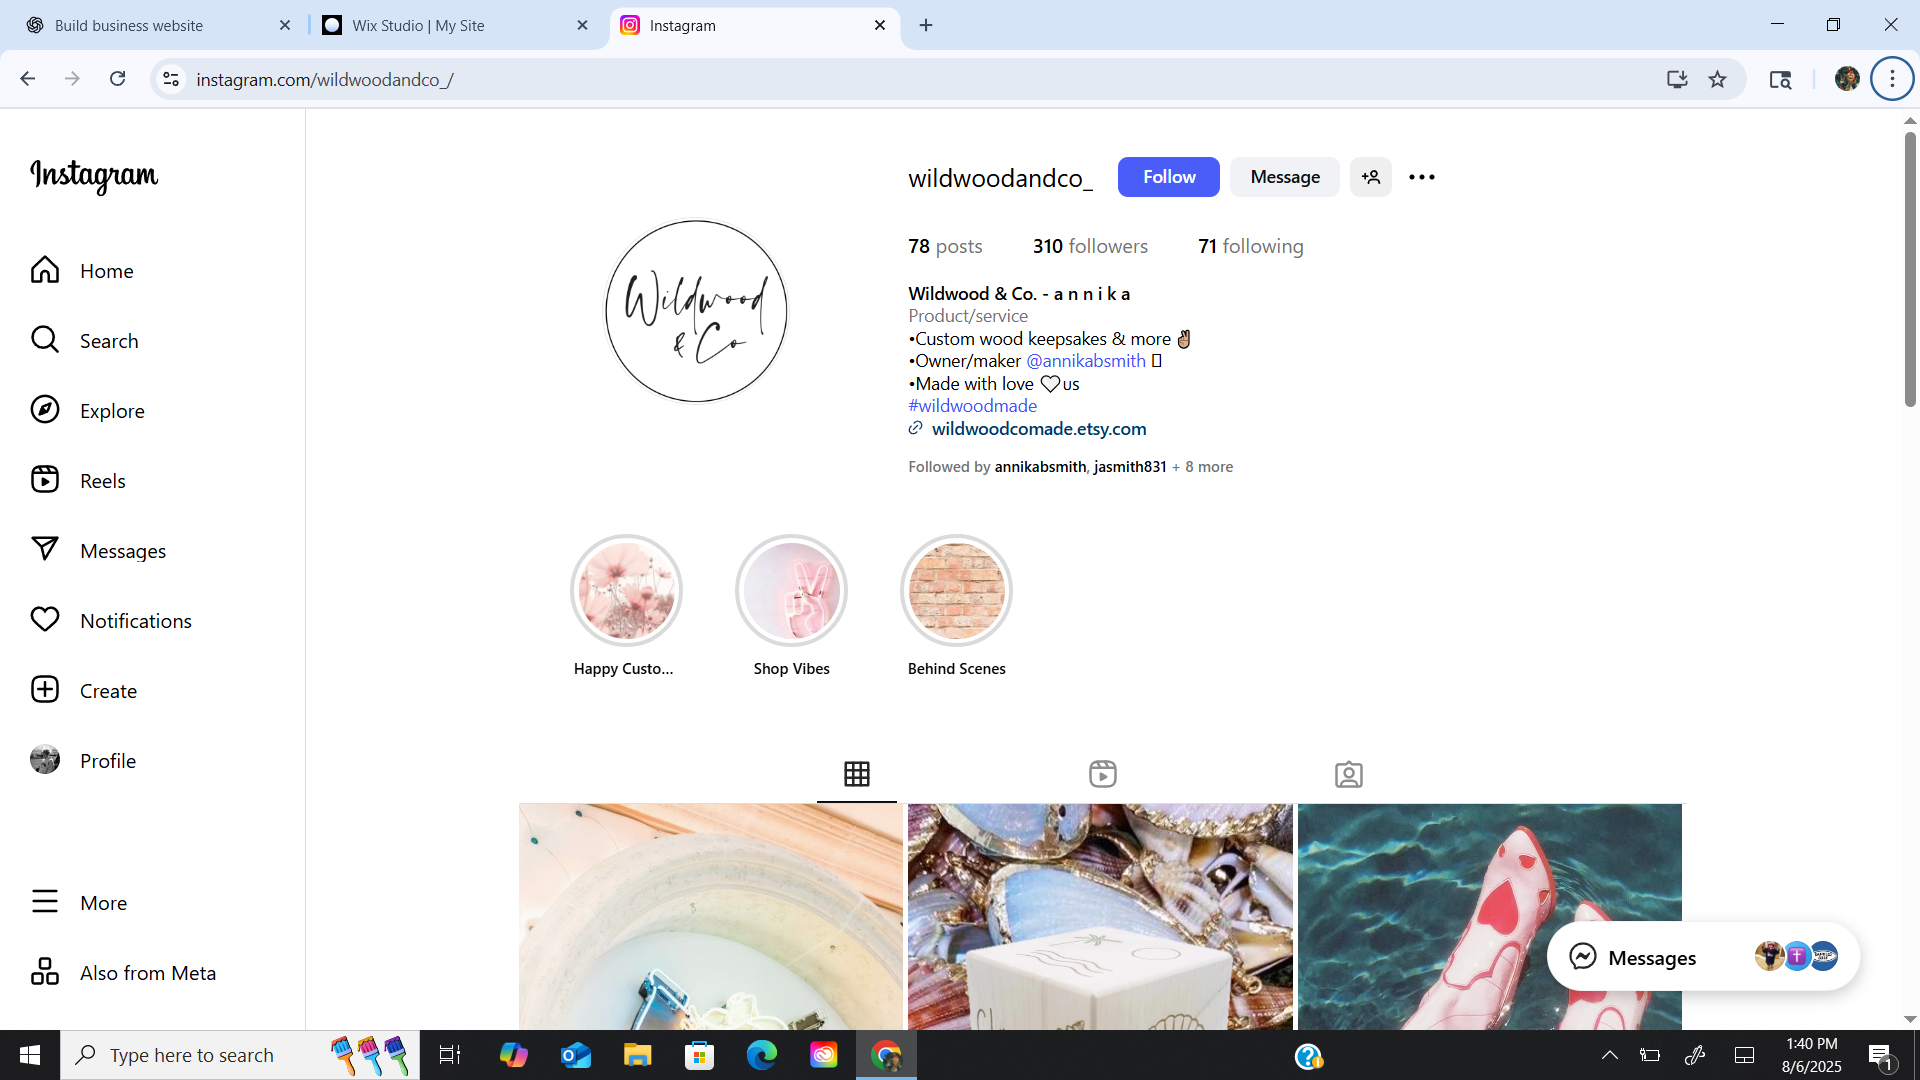 Build business website
Wix Studio | My Site
Instagram
instagram.com/wildwoodandco_/
Instagram
Home
Search
Explore
Reels
Messages
Notifications
Create
Profile
More
Also from Meta
Wildwood
& Co
wildwoodandco_
Follow
Message
78 posts
310 followers
71 following
Wildwood & Co. - a n n i k a
Product/service
•Custom wood keepsakes & more ✌🏽
•Owner/maker @annikabsmith
•Made with love ♡us
#wildwoodmade
wildwoodcomade.etsy.com
Followed by annikabsmith, jasmith831 + 8 more
Happy Custo...
Shop Vibes
Behind Scenes
Messages
Type here to search
1:40 PM
8/6/2025
1